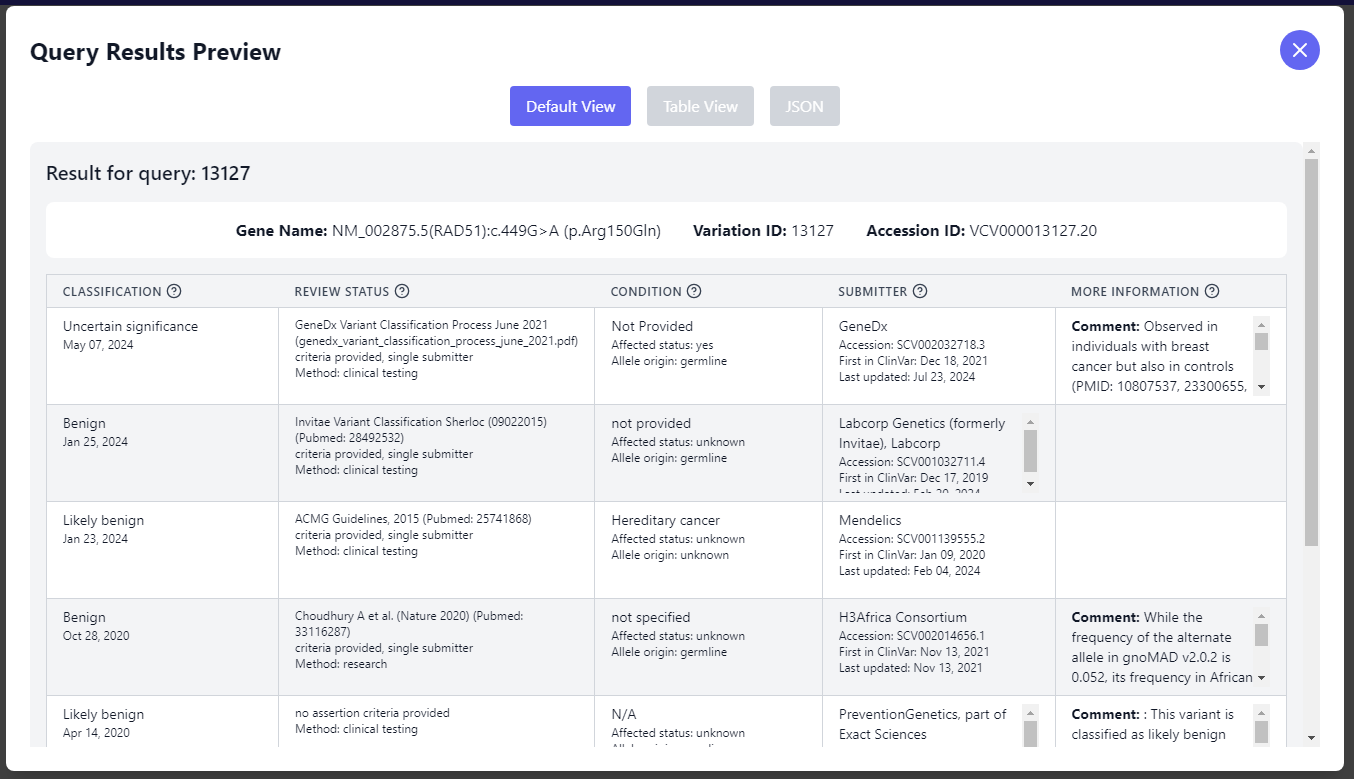 Query Results Preview
Default View
Table View
JSON
Result for query: 13127
Gene Name: NM_002875.5(RAD51):c.449G>A (p.Arg150Gln) Variation ID: 13127 Accession ID: VCV000013127.20
CLASSIFICATION
REVIEW STATUS
CONDITION
SUBMITTER
MORE INFORMATION
Uncertain significance
May 07, 2024
GeneDx Variant Classification Process June 2021
(genedx_variant_classification_process_june_2021.pdf)
criteria provided, single submitter
Method: clinical testing
Not Provided
Affected status: yes
Allele origin: germline
GeneDx
Accession: SCV002032718.3
First in ClinVar: Dec 18, 2021
Last updated: Jul 23, 2024
Comment: Observed in
individuals with breast
cancer but also in controls
(PMID: 10807537, 23300655,
Benign
Jan 25, 2024
Invitae Variant Classification Sherloc (09022015)
(Pubmed: 28492532)
criteria provided, single submitter
Method: clinical testing
not provided
Affected status: unknown
Allele origin: germline
Labcorp Genetics (formerly
Invitae), Labcorp
Accession: SCV001032711.4
First in ClinVar: Dec 17, 2019
Last updated: Feb 20, 2024
Likely benign
Jan 23, 2024
ACMG Guidelines, 2015 (Pubmed: 25741868)
criteria provided, single submitter
Method: clinical testing
Hereditary cancer
Affected status: unknown
Allele origin: unknown
Mendelics
Accession: SCV001139555.2
First in ClinVar: Jan 09, 2020
Last updated: Feb 04, 2024
Benign
Oct 28, 2020
Choudhury A et al. (Nature 2020) (Pubmed:
33116287)
criteria provided, single submitter
Method: research
not specified
Affected status: unknown
Allele origin: germline
H3Africa Consortium
Accession: SCV002014656.1
First in ClinVar: Nov 13, 2021
Last updated: Nov 13, 2021
Comment: While the
frequency of the alternate
allele in gnoMAD v2.0.2 is
0.052, its frequency in African
Likely benign
Apr 14, 2020
no assertion criteria provided
Method: clinical testing
N/A
Affected status: unknown
PreventionGenetics, part of
Exact Sciences
Comment: : This variant is
classified as likely benign